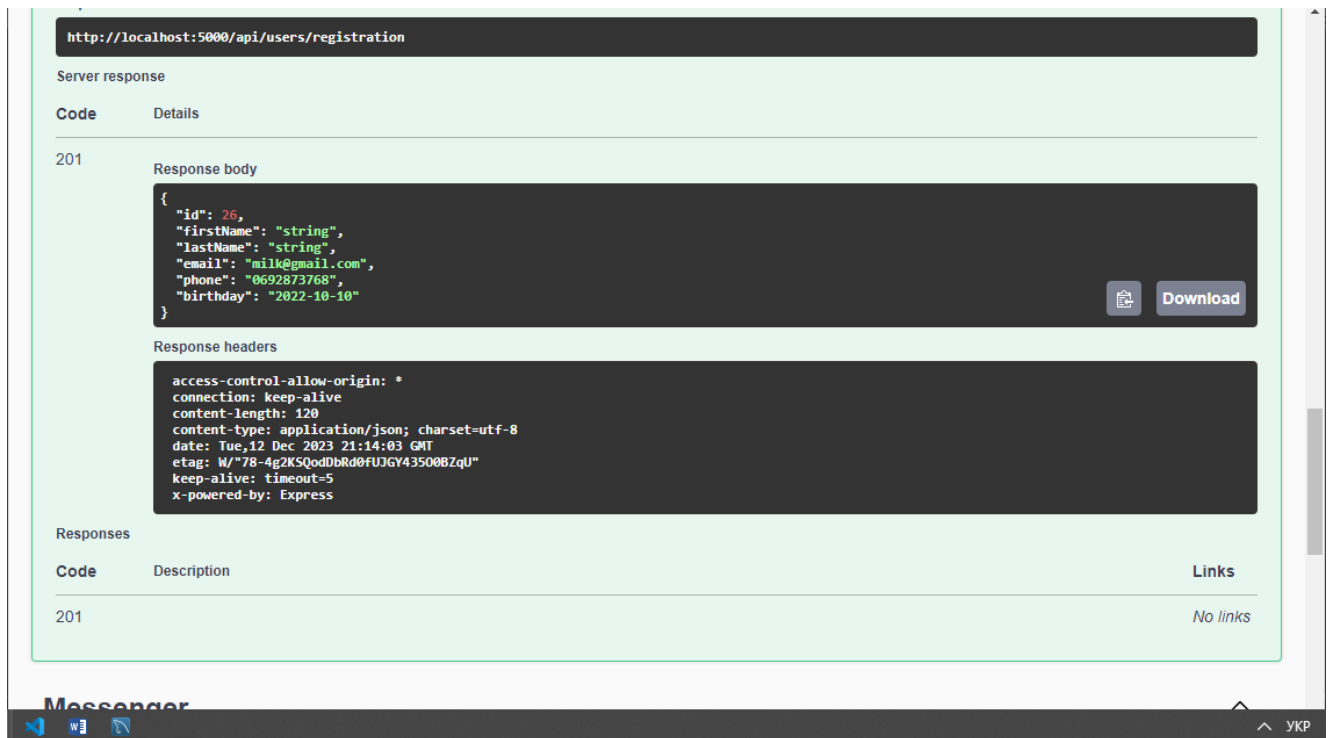 http://localhost:5000/api/users/registration
Server response
Code Details
201
Response body
{
"id": 26,
"firstName": "string",
"lastName": "string",
"email": "milk@gmail.com",
"phone": "0692873768",
"birthday": "2022-10-10"
}
Download
Response headers
access-control-allow-origin: *
connection: keep-alive
content-length: 120
content-type: application/json; charset=utf-8
date: Tue,12 Dec 2023 21:14:03 GMT
etag: W/"78-4g2KSQodDbRd0fUJGY435O0BZqU"
keep-alive: timeout=5
x-powered-by: Express
Responses
Code Description Links
201 No links
Messenger
УКР